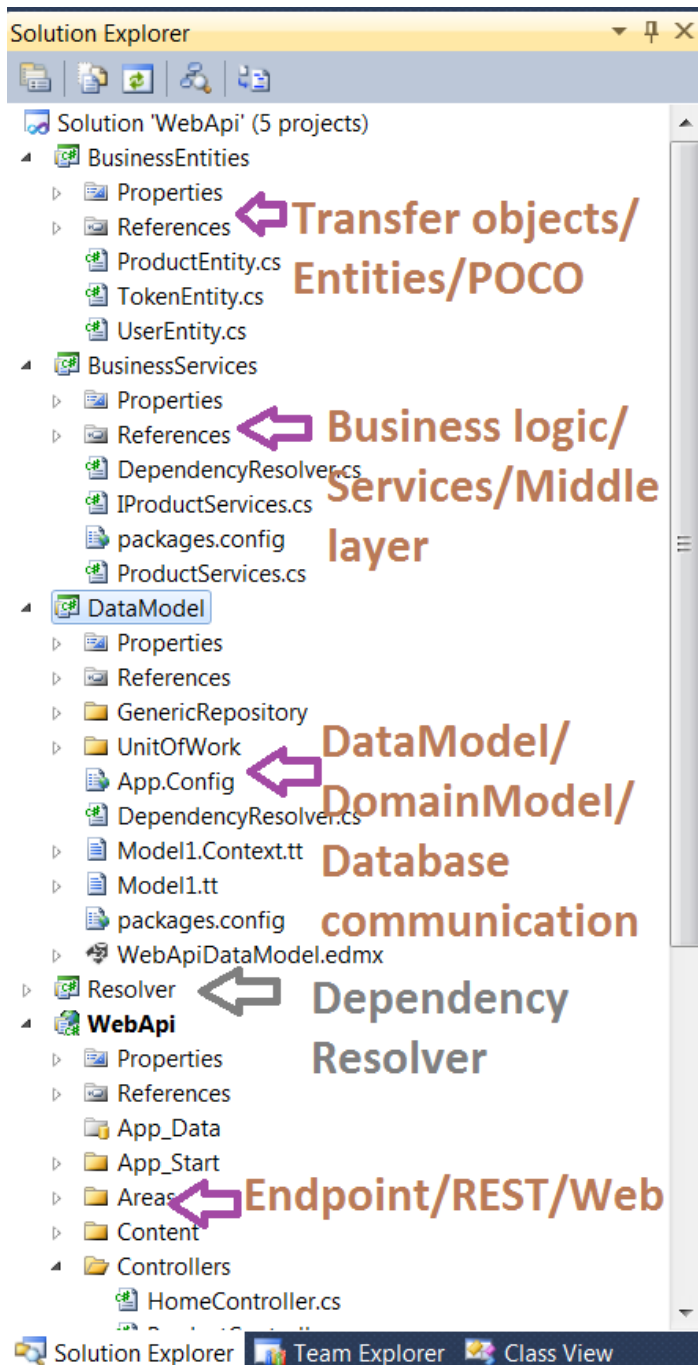 Solution Explorer
Solution 'WebApi' (5 projects)
BusinessEntities
Properties
References
Transfer objects/
Entities/POCO
ProductEntity.cs
TokenEntity.cs
UserEntity.cs
BusinessServices
Properties
References
Business logic/
Services/Middle
layer
DependencyResolver.cs
IProductServices.cs
packages.config
ProductServices.cs
DataModel
Properties
References
GenericRepository
UnitOfWork
DataModel/
DomainModel/
Database
communication
App.Config
DependencyResolver.cs
Model1.Context.tt
Model1.tt
packages.config
WebApiDataModel.edmx
Resolver
Dependency
Resolver
WebApi
Properties
References
App_Data
App_Start
Areas
Endpoint/REST/Web
Content
Controllers
HomeController.cs
Solution Explorer
Team Explorer
Class View